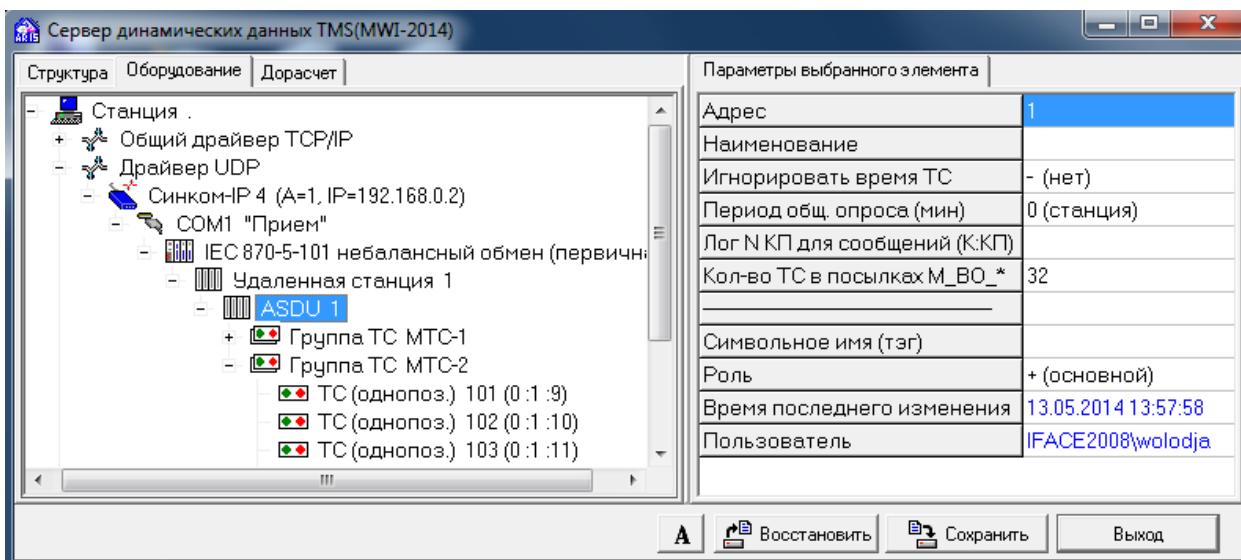 Сервер динамических данных TMS(MWI-2014)
Структура Оборудование Дорасчет
Станция .
Общий драйвер TCP/IP
Драйвер UDP
Синком-IP 4 (A=1, IP=192.168.0.2)
COM1 "Прием"
IEC 870-5-101 небалансный обмен (первичн
Удаленная станция 1
ASDU 1
Группа ТС МТС-1
Группа ТС МТС-2
ТС (однопоз.) 101 (0 :1 :9)
ТС (однопоз.) 102 (0 :1 :10)
ТС (однопоз.) 103 (0 :1 :11)
Параметры выбранного элемента
Адрес 1
Наименование
Игнорировать время ТС - (нет)
Период общ. опроса (мин) 0 (станция)
Лог N КП для сообщений (К:КП)
Кол-во ТС в посылках M_BO_* 32
Символьное имя (тэг)
Роль + (основной)
Время последнего изменения 13.05.2014 13:57:58
Пользователь IFACE2008\wolodja
A Восстановить Сохранить Выход